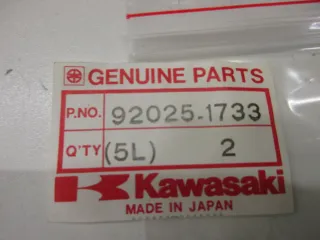 GENUINE PARTS
P.NO. 92025-1733
Q'TY (5L) 2
Kawasaki
MADE IN JAPAN